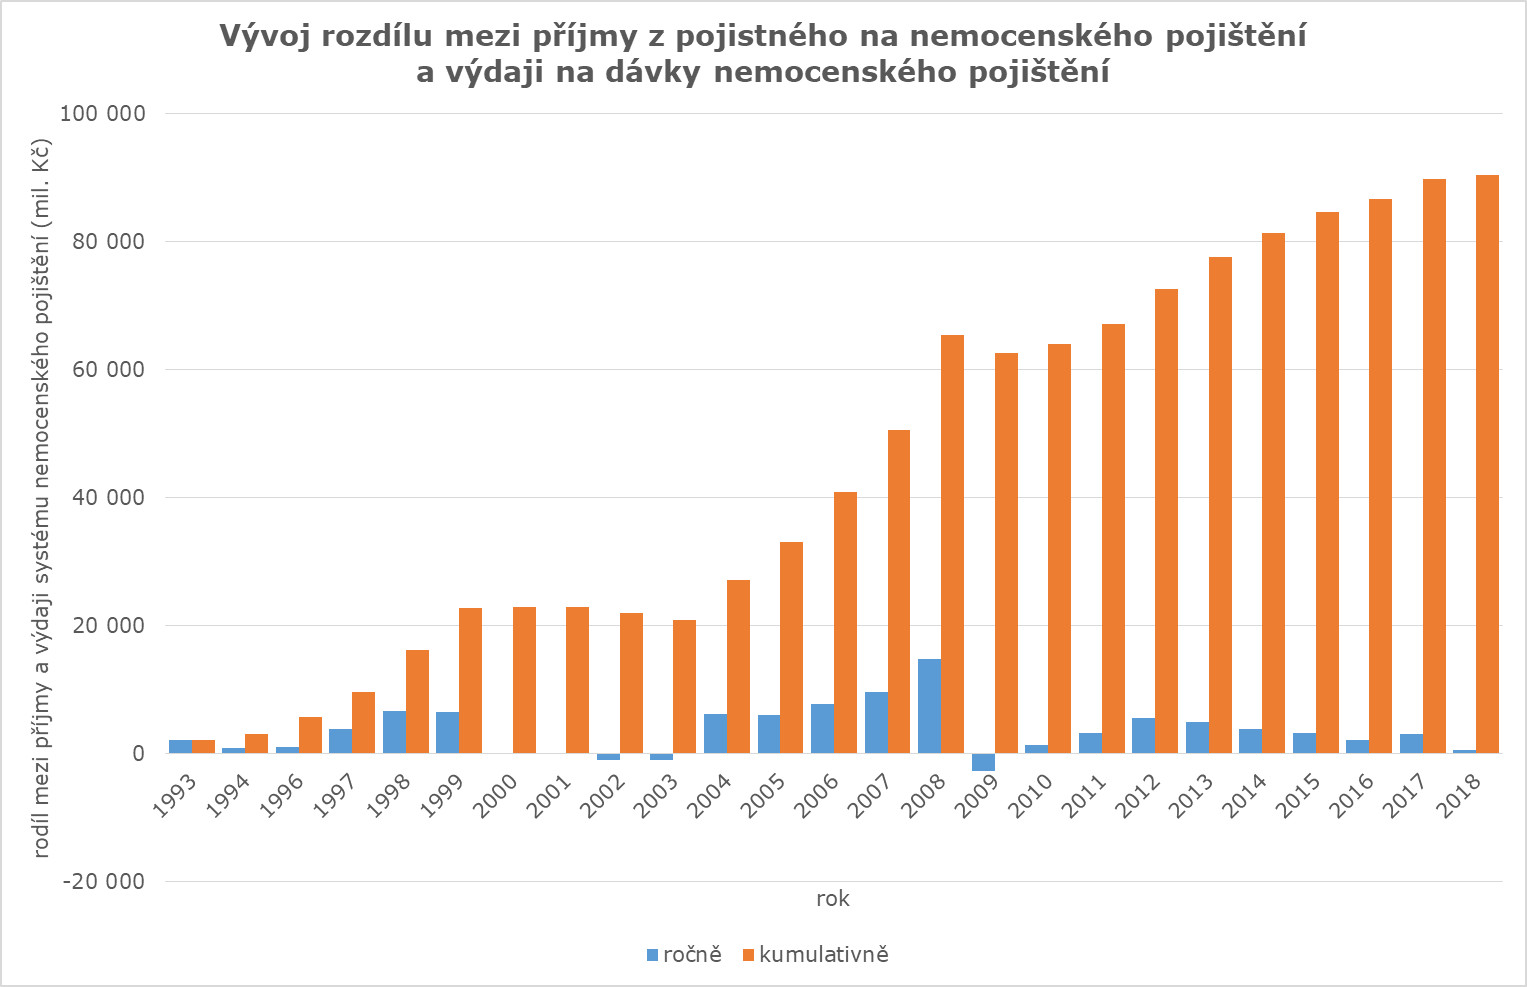 Vývoj rozdílu mezi příjmy z pojistného na nemocenského pojištění
a výdaji na dávky nemocenského pojištění
rodíl mezi příjmy a výdaji systému nemocenského pojištění (mil. Kč)
100 000
80 000
60 000
40 000
20 000
0
-20 000
1993 1994 1996 1997 1998 1999 2000 2001 2002 2003 2004 2005 2006 2007 2008 2009 2010 2011 2012 2013 2014 2015 2016 2017 2018
rok
ročně kumulativně